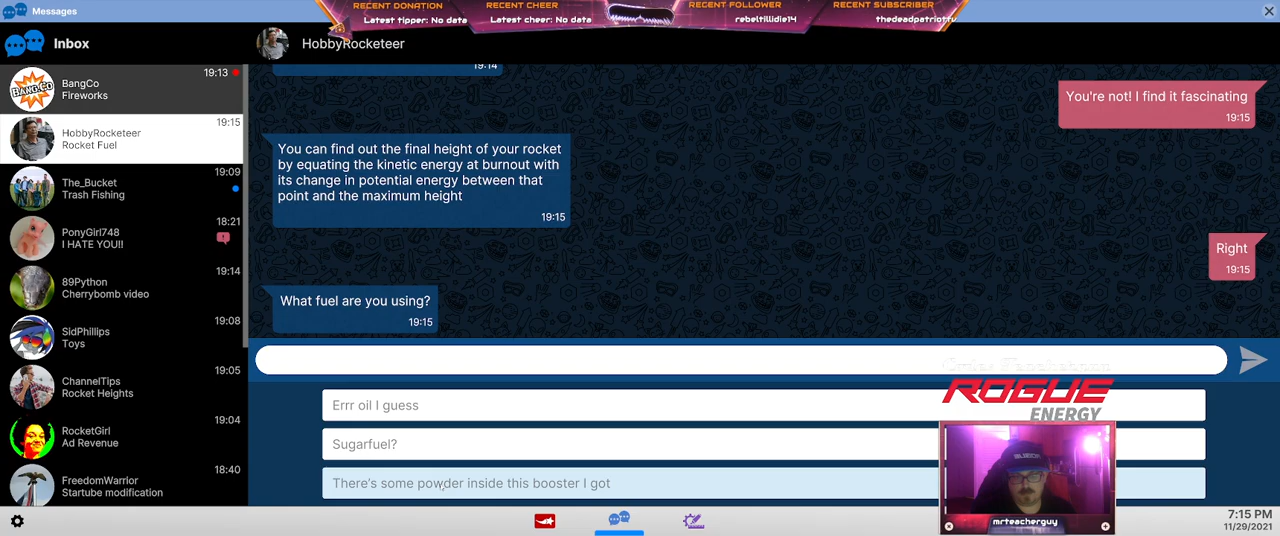 Messages
RECENT DONATION
Latest tipper: No data
RECENT CHEER
Latest cheer: No data
RECENT FOLLOWER
rebeltillidie14
RECENT SUBSCRIBER
thedeadpatriottv
Inbox
HobbyRocketeer
BANG.CO
BangCo
Fireworks
19:13
HobbyRocketeer
Rocket Fuel
19:15
The_Bucket
Trash Fishing
19:09
PonyGirl748
I HATE YOU!!
18:21
89Python
Cherrybomb video
19:14
SidPhillips
Toys
19:08
ChannelTips
Rocket Heights
19:05
RocketGirl
Ad Revenue
19:04
FreedomWarrior
Startube modification
18:40
19:14
You're not! I find it fascinating
19:15
You can find out the final height of your rocket
by equating the kinetic energy at burnout with
its change in potential energy between that
point and the maximum height
19:15
Right
19:15
What fuel are you using?
19:15
Errr oil I guess
Sugarfuel?
There's some powder inside this booster I got
ROGUE
ENERGY
mrteacherguy
7:15 PM
11/29/2021